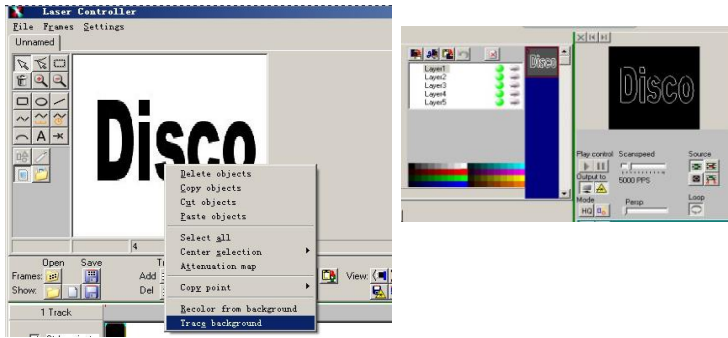 Laser Controller
File Frames Settings
Unnamed
Disco
A
Delete objects
Copy objects
Cut objects
Paste objects
Select all
Center selection
Attenuation map
Copy point
Recolor from background
Trace background
4
Open Save
Frames:
Add
View:
Show:
Del
1 Track
Layer1
Layer2
Layer3
Layer4
Layer5
Disco
Disco
Play control Scanspeed Source
Output to
5000 PPS
Mode
Persp
Loop
HQ